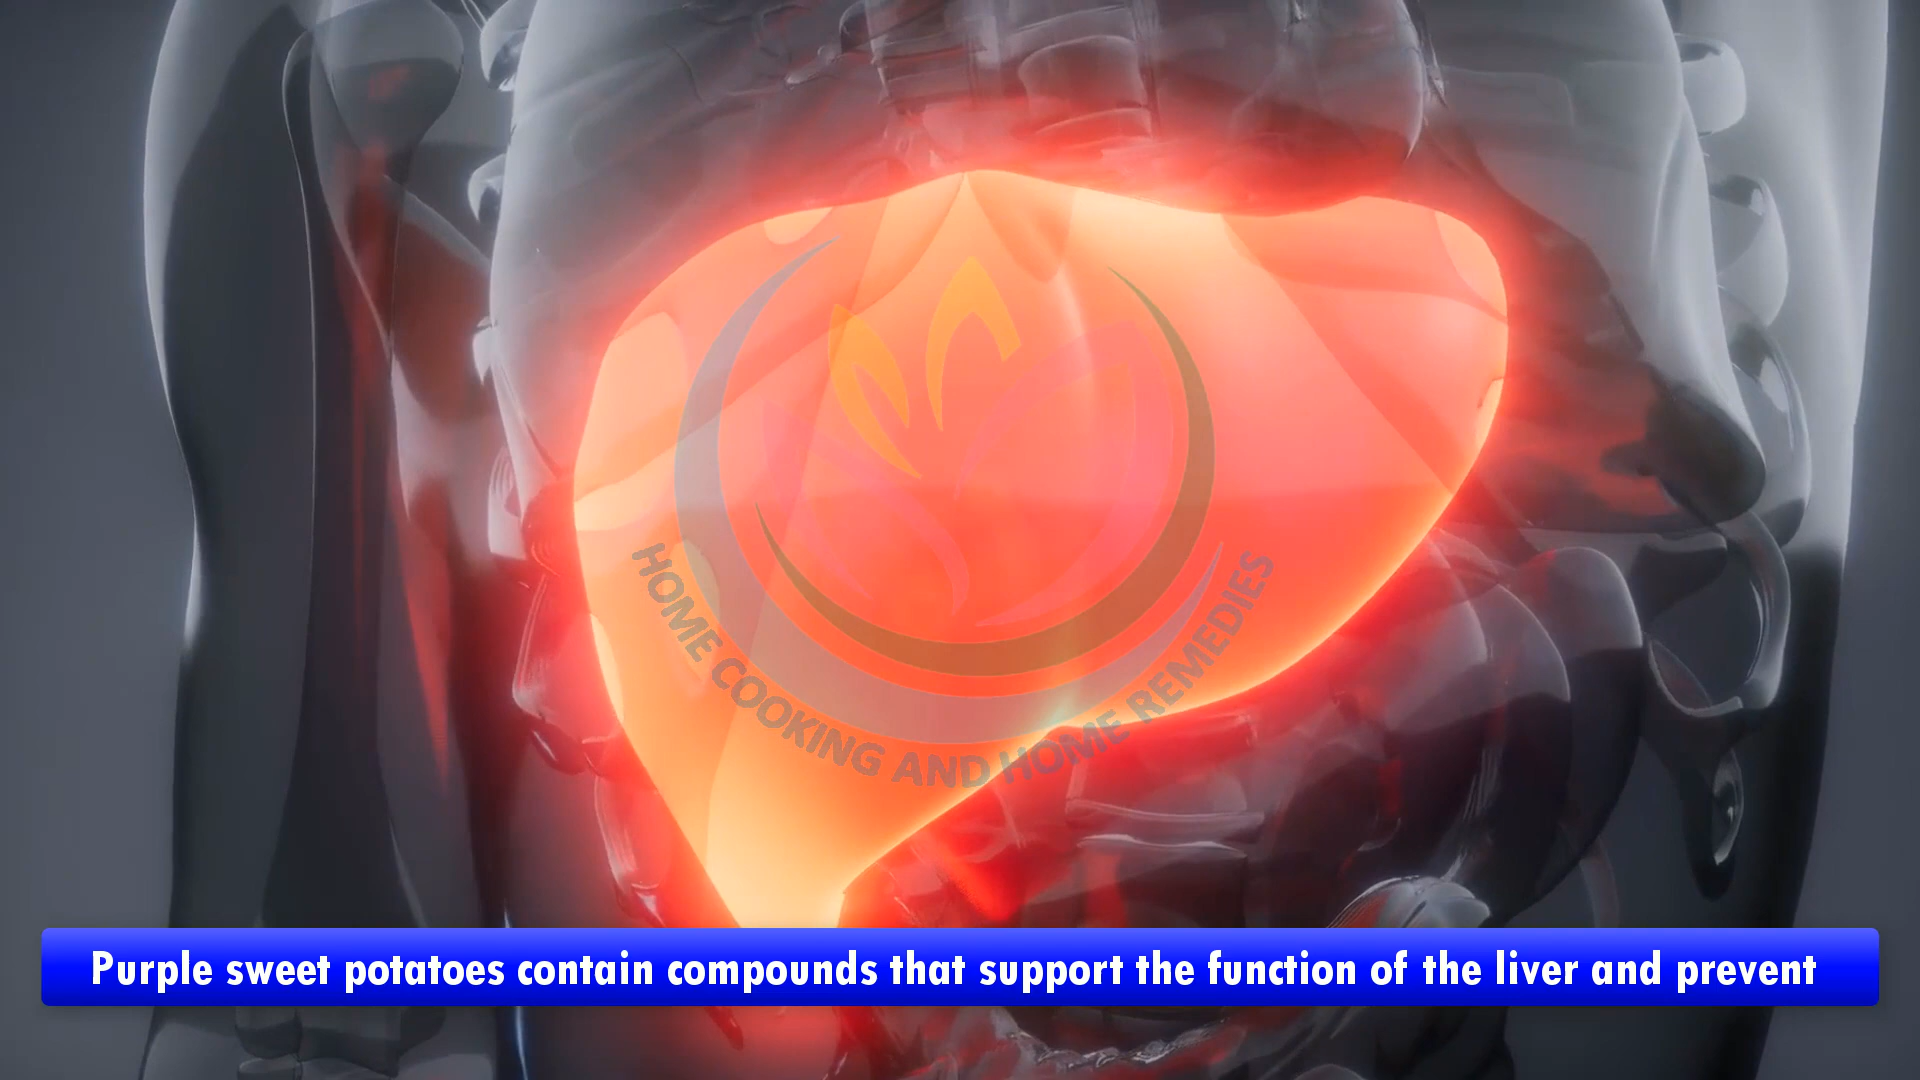 HOME COOKING AND HOME REMEDIES
Purple sweet potatoes contain compounds that support the function of the liver and prevent